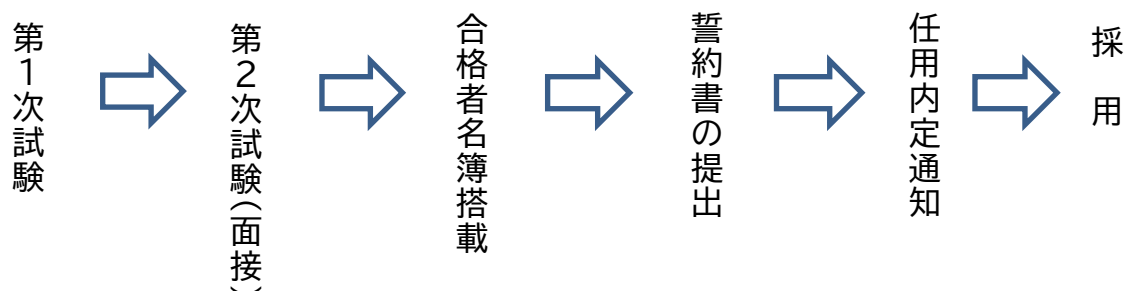 第1次試験
第2次試験(面接)
合格者名簿搭載
誓約書の提出
任用内定通知
採用